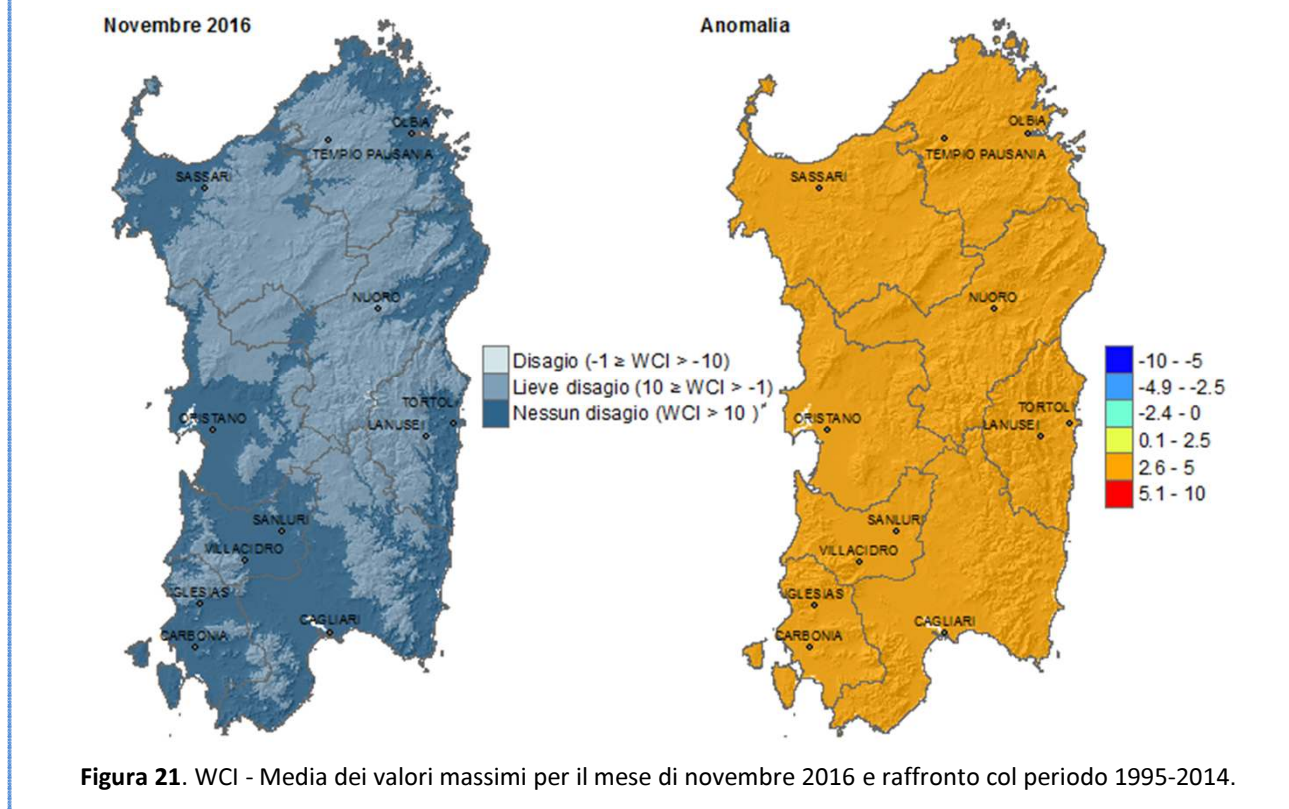 Novembre 2016
OLBIA
TEMPIO PAUSANIA
SASSARI
NUORO
TORTOLI
LANUSEI
ORISTANO
SANLURI
VILLACIDRO
IGLESIAS
CAGLIARI
CARBONIA
Disagio (-1 ≥ WCI > -10)
Lieve disagio (10 ≥ WCI > -1)
Nessun disagio (WCI > 10 )
Anomalia
OLBIA
TEMPIO PAUSANIA
SASSARI
NUORO
TORTOLI
LANUSEI
ORISTANO
SANLURI
VILLACIDRO
IGLESIAS
CAGLIARI
CARBONIA
-10 - -5
-4.9 - -2.5
-2.4 - 0
0.1 - 2.5
2.6 - 5
5.1 - 10
Figura 21. WCI - Media dei valori massimi per il mese di novembre 2016 e raffronto col periodo 1995-2014.